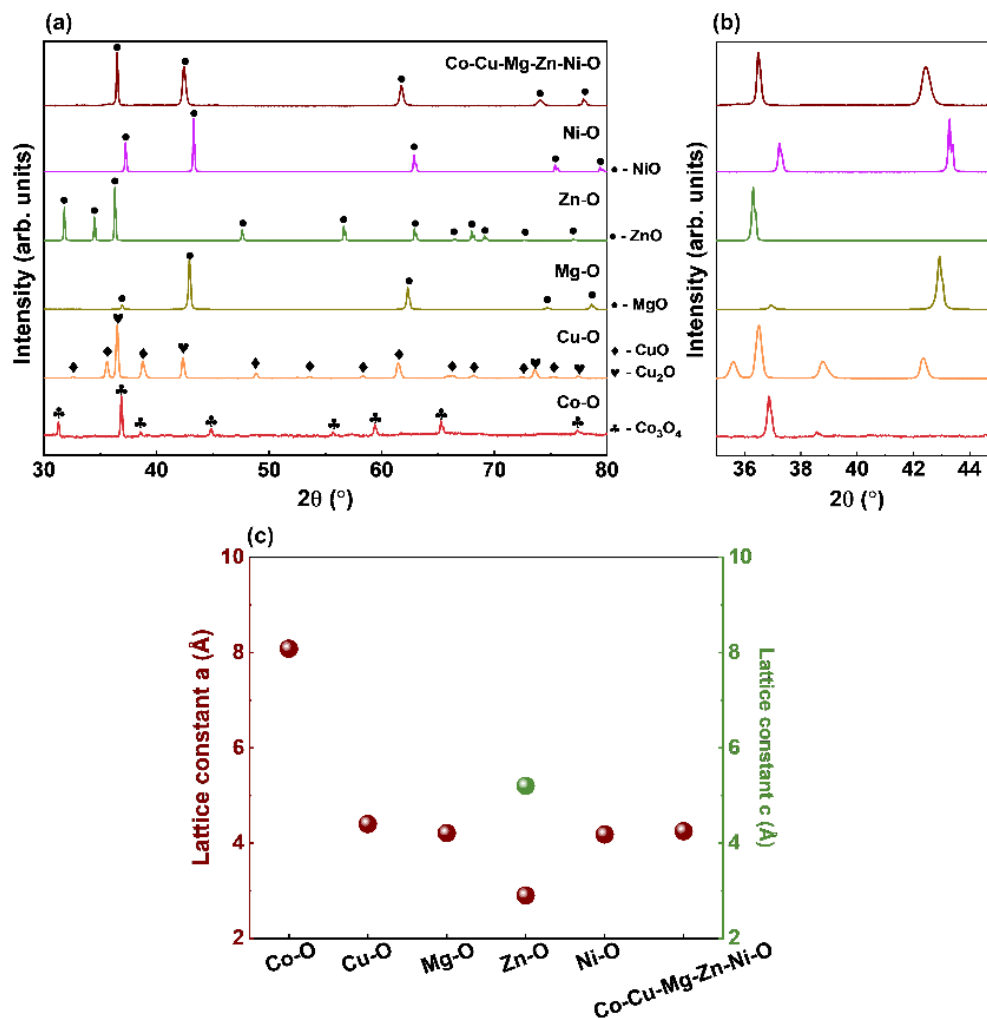 (a)
Co-Cu-Mg-Zn-Ni-O
Ni-O
• - NiO
Zn-O
• - ZnO
Mg-O
• - MgO
Cu-O
♦ - CuO
♥ - Cu₂O
Co-O
♣ - Co₃O₄
Intensity (arb. units)
30 40 50 60 70 80
2θ (°)
(b)
Intensity (arb. units)
36 38 40 42 44
2θ (°)
(c)
Lattice constant a (Å)
10
8
6
4
2
Lattice constant c (Å)
10
8
6
4
2
Co-O Cu-O Mg-O Zn-O Ni-O Co-Cu-Mg-Zn-Ni-O